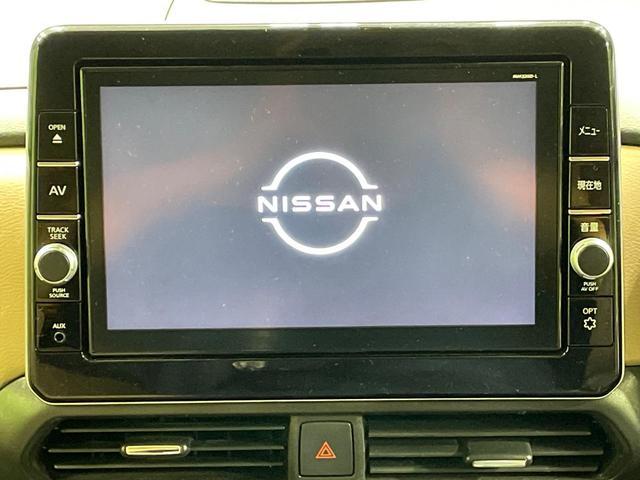 OPEN
AV
TRACK
SEEK
PUSH
SOURCE
AUX
NISSAN
メニュー
現在地
音量
PUSH
AV OFF
OPT